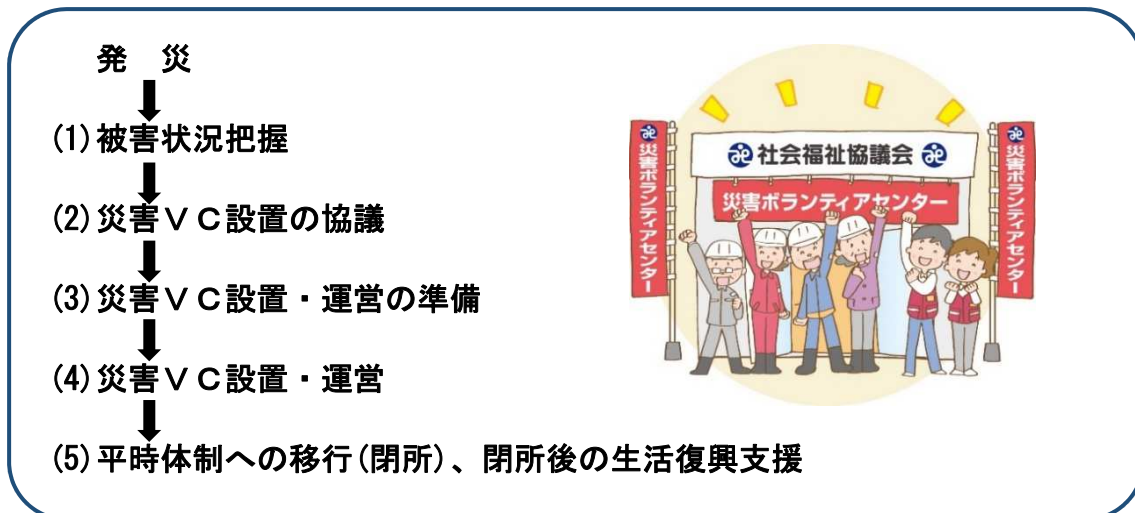 発　災
(1)被害状況把握
(2)災害ＶＣ設置の協議
(3)災害ＶＣ設置・運営の準備
(4)災害ＶＣ設置・運営
(5)平時体制への移行(閉所)、閉所後の生活復興支援
社会福祉協議会
災害ボランティアセンター
災害ボランティアセンター
災害ボランティアセンター